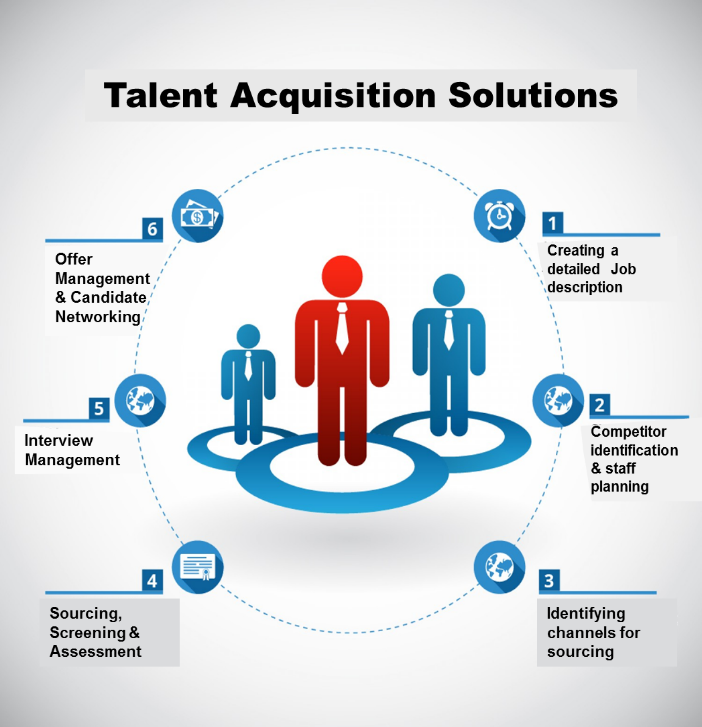 Talent Acquisition Solutions
1
Creating a
detailed Job
description
2
Competitor
identification
& staff
planning
3
Identifying
channels for
sourcing
4
Sourcing,
Screening &
Assessment
5
Interview
Management
6
Offer
Management
& Candidate
Networking
$